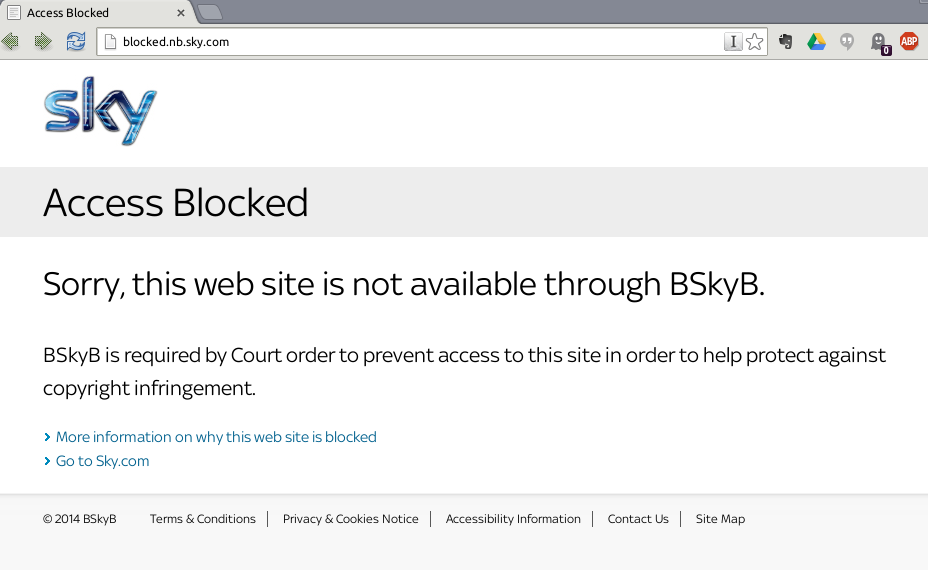 Access Blocked
blocked.nb.sky.com
I
0
ABP
sky
Access Blocked
Sorry, this web site is not available through BSkyB.
BSkyB is required by Court order to prevent access to this site in order to help protect against
copyright infringement.
More information on why this web site is blocked
Go to Sky.com
© 2014 BSkyB Terms & Conditions Privacy & Cookies Notice Accessibility Information Contact Us Site Map